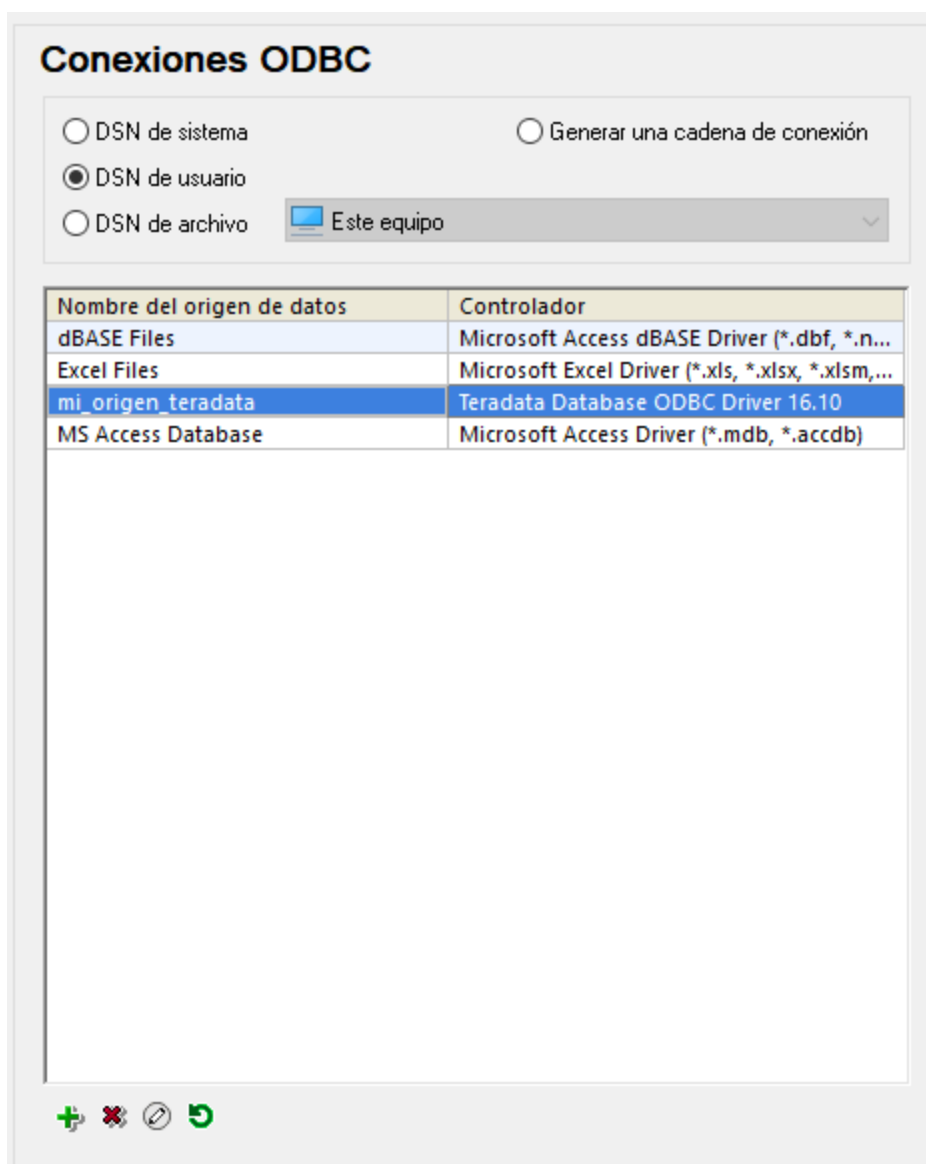 Conexiones ODBC
DSN de sistema
Generar una cadena de conexión
DSN de usuario
DSN de archivo
Este equipo
Nombre del origen de datos Controlador
dBASE Files Microsoft Access dBASE Driver (*.dbf, *.n...
Excel Files Microsoft Excel Driver (*.xls, *.xlsx, *.xlsm,...
mi_origen_teradata Teradata Database ODBC Driver 16.10
MS Access Database Microsoft Access Driver (*.mdb, *.accdb)